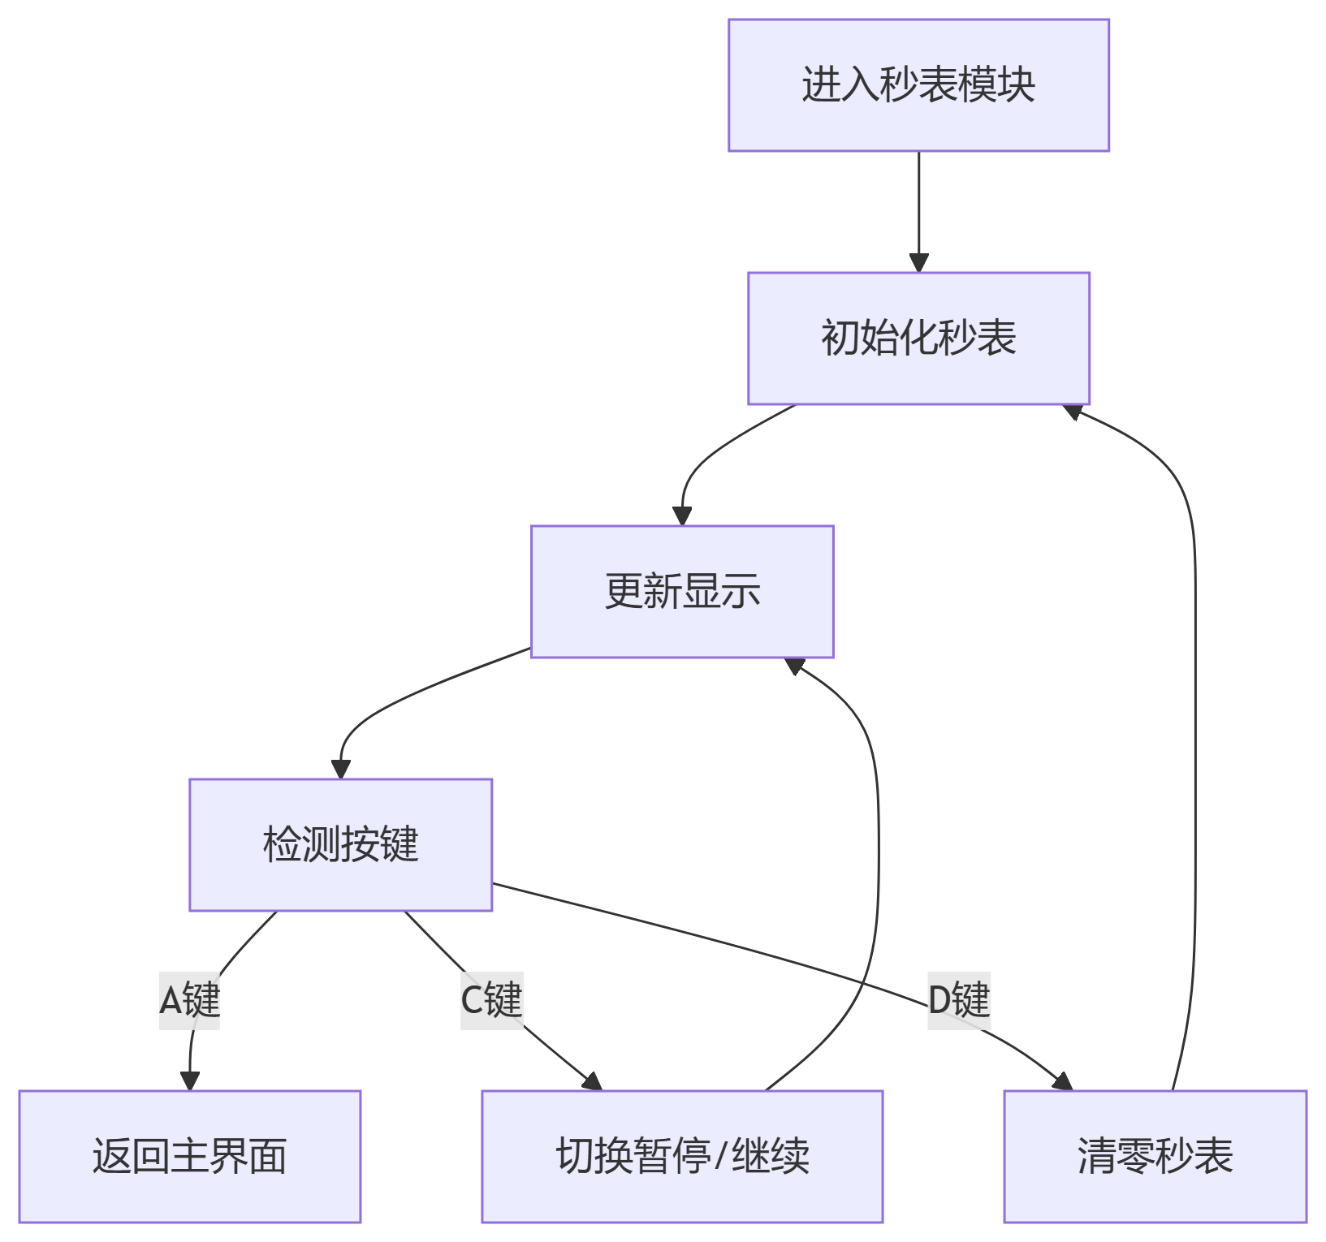 进入秒表模块
初始化秒表
更新显示
检测按键
A键
C键
D键
返回主界面
切换暂停/继续
清零秒表